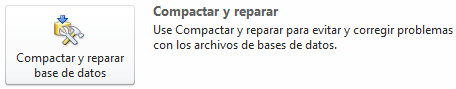 Compactar y reparar
base de datos
Compactar y reparar
Use Compactar y reparar para evitar y corregir problemas
con los archivos de bases de datos.